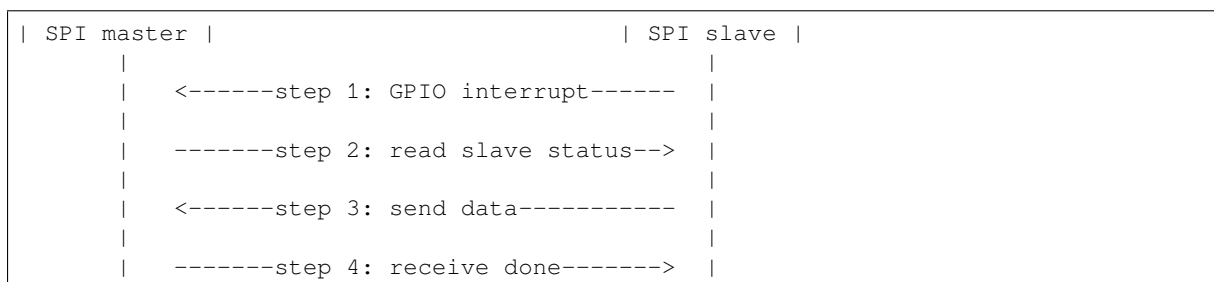 | SPI master |                                 | SPI slave |
       |                                               |
       |   <------step 1: GPIO interrupt------  |
       |                                               |
       |   -------step 2: read slave status-->  |
       |                                               |
       |   <------step 3: send data-----------  |
       |                                               |
       |   -------step 4: receive done------->  |